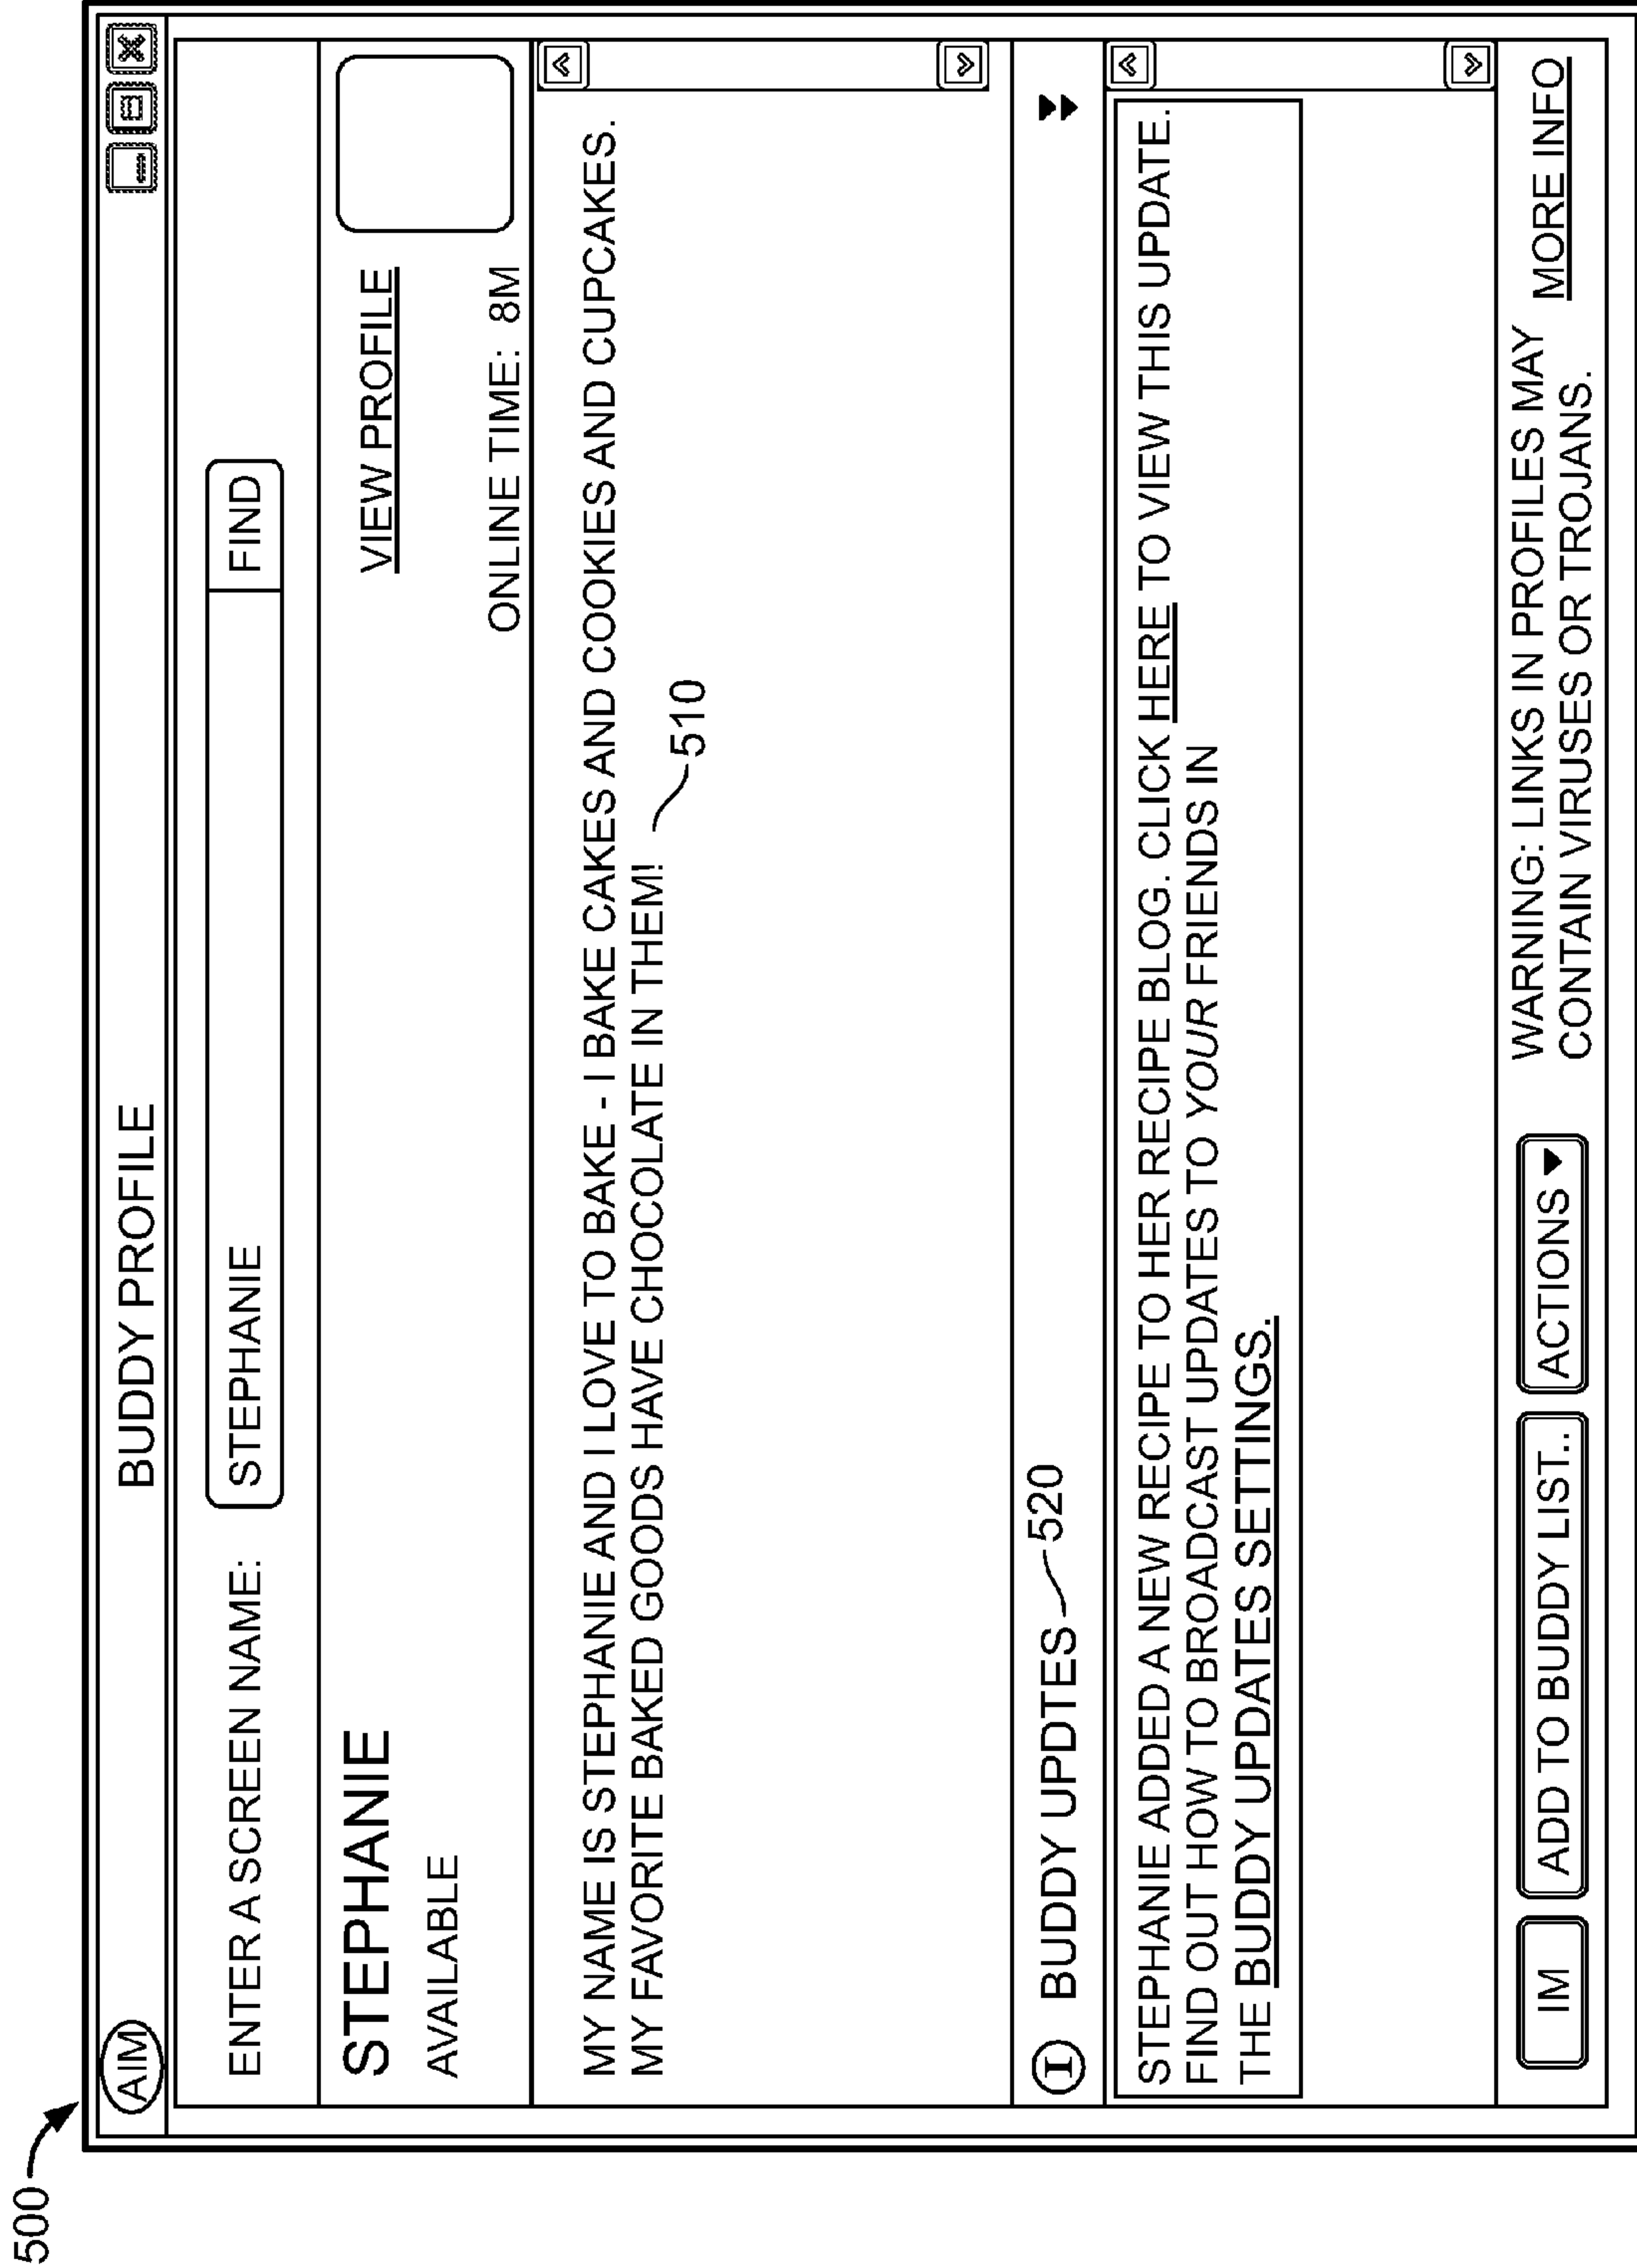 500
AIM
BUDDY PROFILE
ENTER A SCREEN NAME:
STEPHANIE
FIND
STEPHANIE
VIEW PROFILE
AVAILABLE
ONLINE TIME: 8M
MY NAME IS STEPHANIE AND I LOVE TO BAKE - I BAKE CAKES AND COOKIES AND CUPCAKES.
MY FAVORITE BAKED GOODS HAVE CHOCOLATE IN THEM!
510
I BUDDY UPDTES
520
STEPHANIE ADDED A NEW RECIPE TO HER RECIPE BLOG. CLICK HERE TO VIEW THIS UPDATE.
FIND OUT HOW TO BROADCAST UPDATES TO YOUR FRIENDS IN
THE BUDDY UPDATES SETTINGS.
IM
ADD TO BUDDY LIST..
ACTIONS
WARNING: LINKS IN PROFILES MAY
CONTAIN VIRUSES OR TROJANS.
MORE INFO